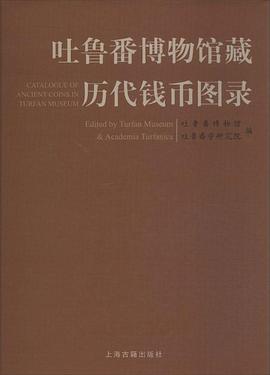 吐鲁番博物馆藏
CATALOGUE OF
ANCIENT COINS IN
TURFAN MUSEUM
历代钱币图录
Edited by Turfan Museum
& Academia Turfanica
吐鲁番博物馆
吐鲁番学研究院
编
上海古籍出版社